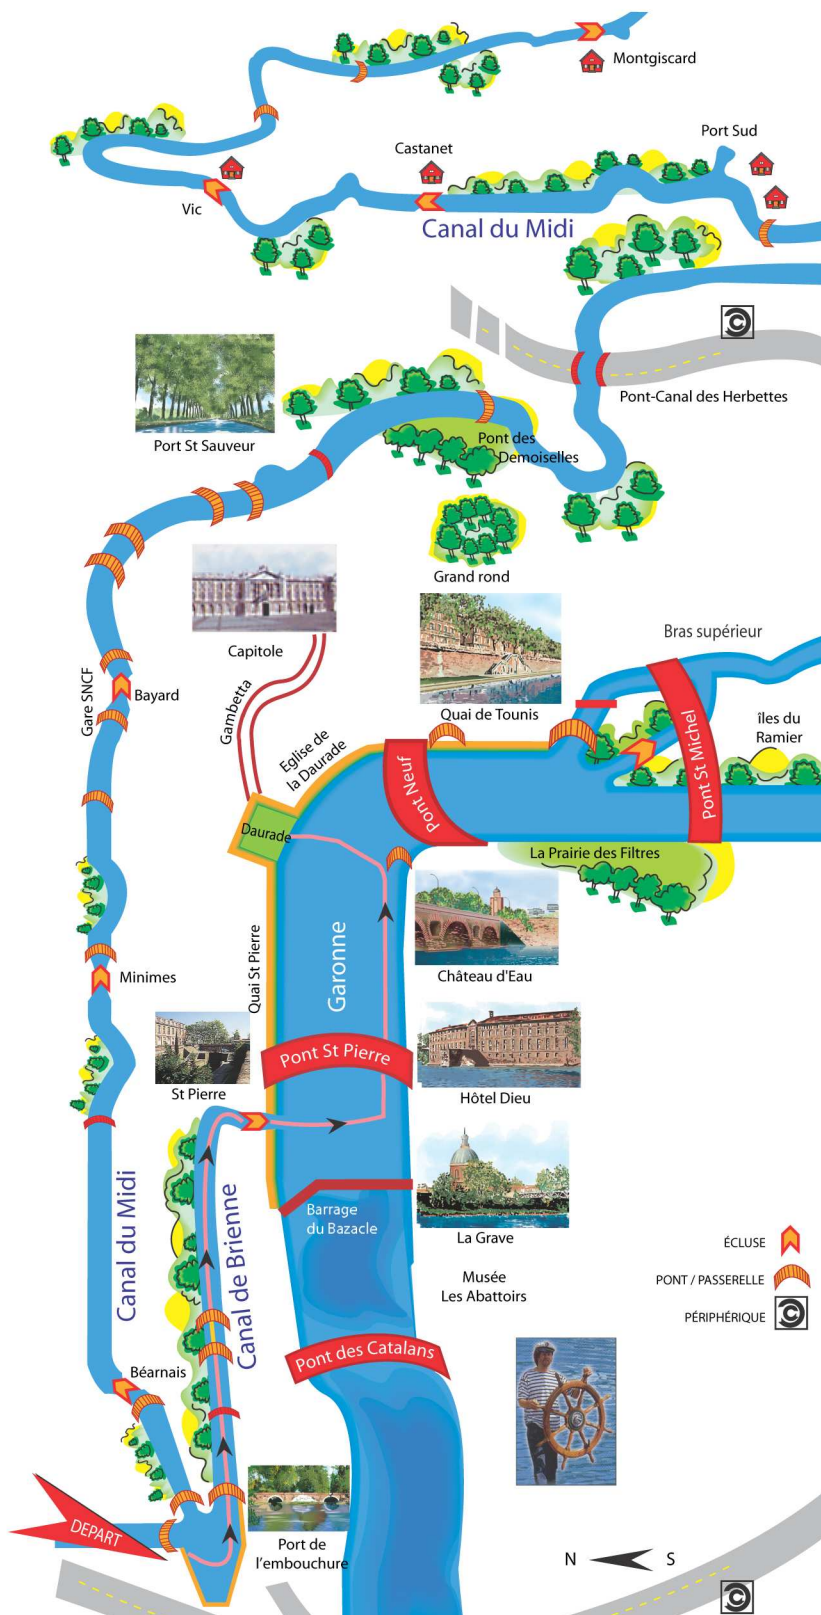 Montgiscard
Port Sud
Castanet
Vic
Canal du Midi
Pont-Canal des Herbettes
Port St Sauveur
Pont des
Demoiselles
Grand rond
Capitole
Gambetta
Quai de Tounis
Bras supérieur
Gare SNCF
Bayard
Eglise de
la Daurade
Pont Neuf
Pont St Michel
îles du
Ramier
Daurade
La Prairie des Filtres
Quai St Pierre
Garonne
Château d'Eau
Minimes
Pont St Pierre
St Pierre
Hôtel Dieu
Canal du Midi
Canal de Brienne
Barrage
du Bazacle
La Grave
Musée
Les Abattoirs
ÉCLUSE
PONT / PASSERELLE
PÉRIPHÉRIQUE
Pont des Catalans
Béarnais
DEPART
Port de
l'embouchure
N S